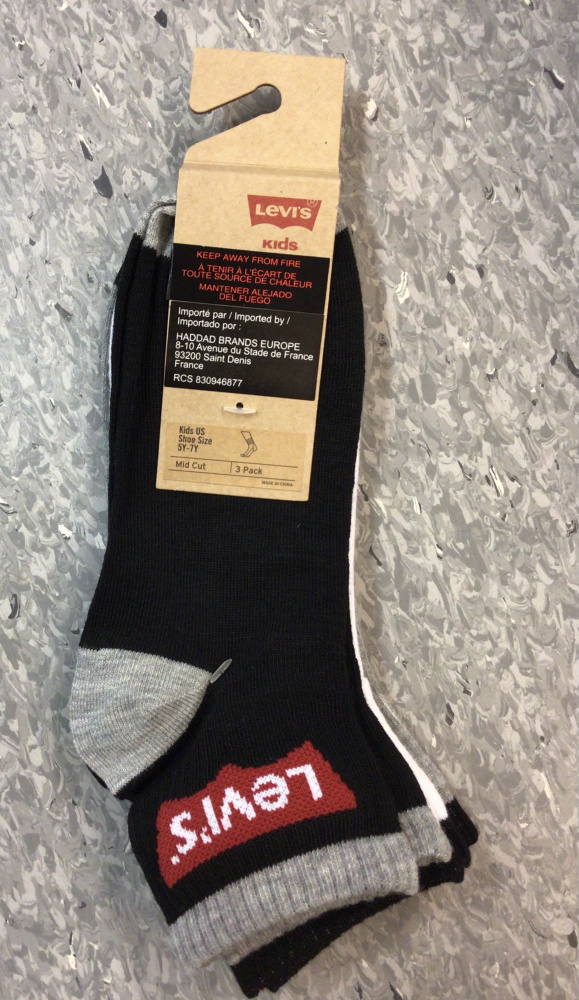 LEVI'S®
KIDS
KEEP AWAY FROM FIRE
À TENIR À L'ÉCART DE
TOUTE SOURCE DE CHALEUR
MANTENER ALEJADO
DEL FUEGO
Importé par / Imported by /
Importado por :
HADDAD BRANDS EUROPE
8-10 Avenue du Stade de France
93200 Saint Denis
France
RCS 830946877
Kids US
Shoe Size
5Y-7Y
Mid Cut 3 Pack
MADE IN CHINA
LeVI'S.